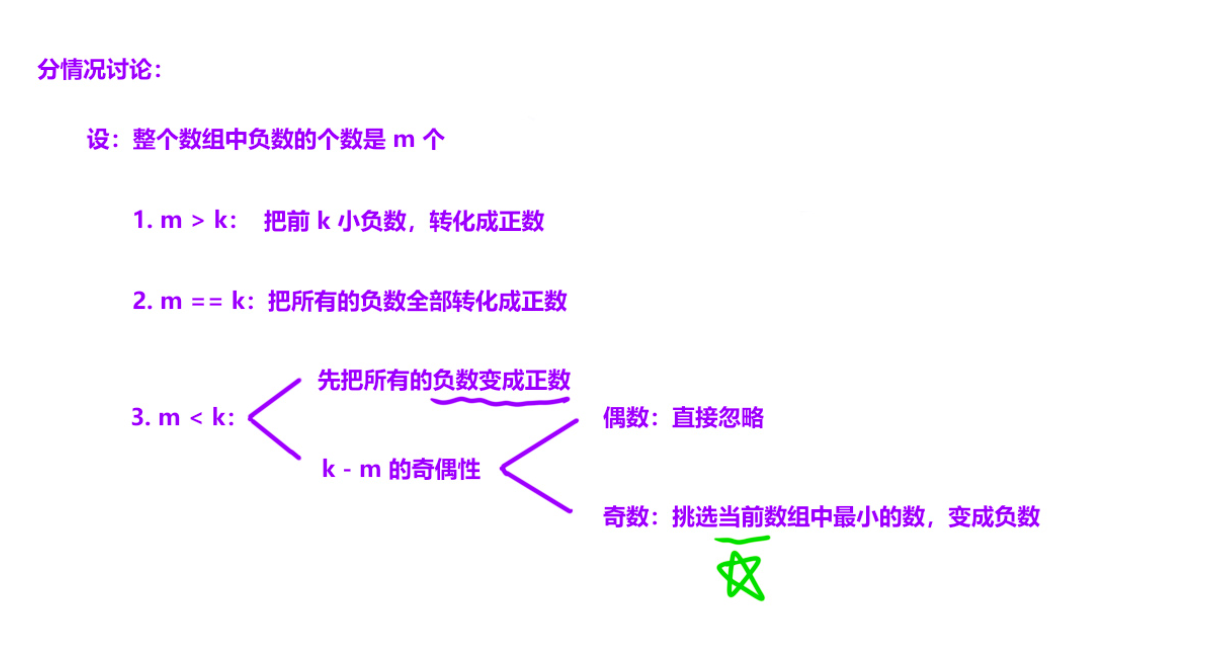 分情况讨论：
设：整个数组中负数的个数是 m 个
1. m > k： 把前 k 小负数，转化成正数
2. m == k：把所有的负数全部转化成正数
先把所有的负数变成正数
3. m < k：
偶数：直接忽略
k - m 的奇偶性
奇数：挑选当前数组中最小的数，变成负数